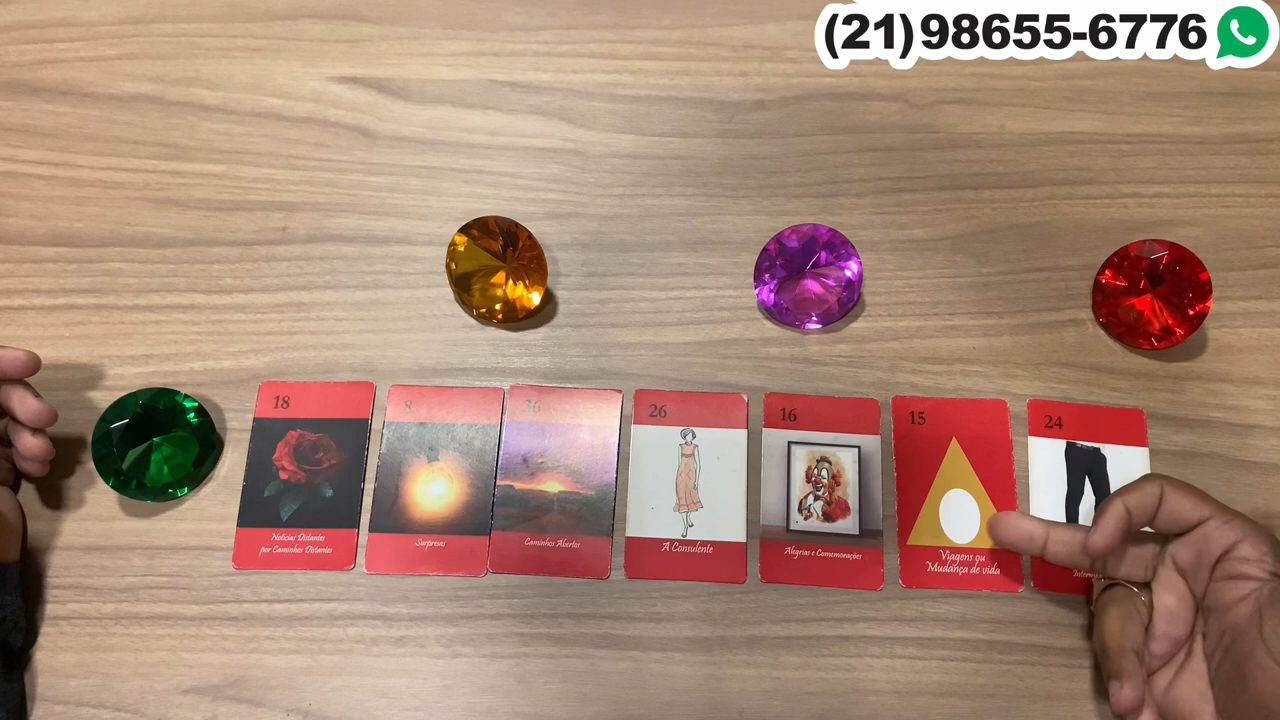 (21)98655-6776
18
Notícias Distantes
por Caminhos Distantes
8
Surpresas
36
Caminhos Abertos
26
A Consulente
16
Alegrias e Comemorações
15
Viagens ou
Mudança de vida
24